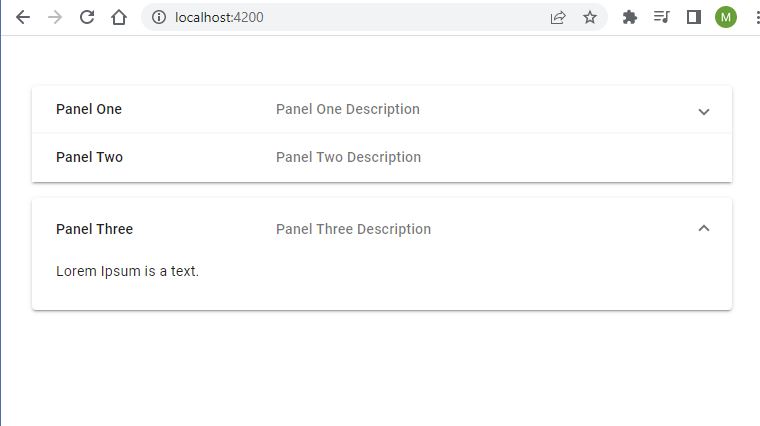 localhost:4200
M
Panel One Panel One Description
Panel Two Panel Two Description
Panel Three Panel Three Description
Lorem Ipsum is a text.